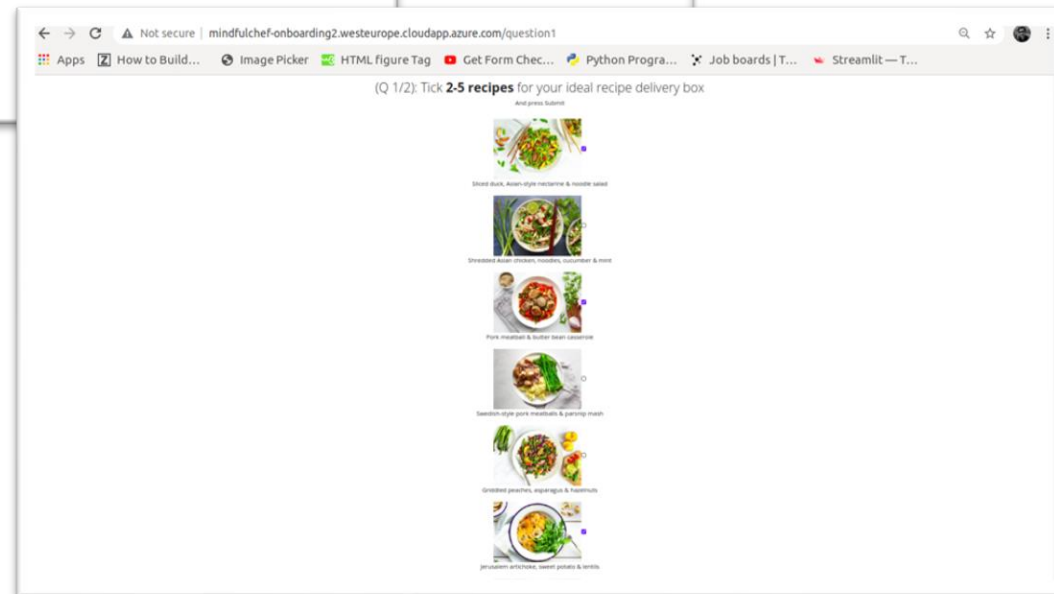 Not secure | mindfulchef-onboarding2.westeurope.cloudapp.azure.com/question1
Apps How to Build... Image Picker HTML figure Tag Get Form Chec... Python Progra... Job boards | T... Streamlit — T...
(Q 1/2): Tick 2-5 recipes for your ideal recipe delivery box
And press Submit
Sliced duck, Asian-style nectarine & noodle salad
Shredded Asian chicken, noodles, cucumber & mint
Pork meatball & butter bean casserole
Swedish-style pork meatballs & parsnip mash
Griddled peaches, asparagus & hazelnuts
Jerusalem artichoke, sweet potato & lentils